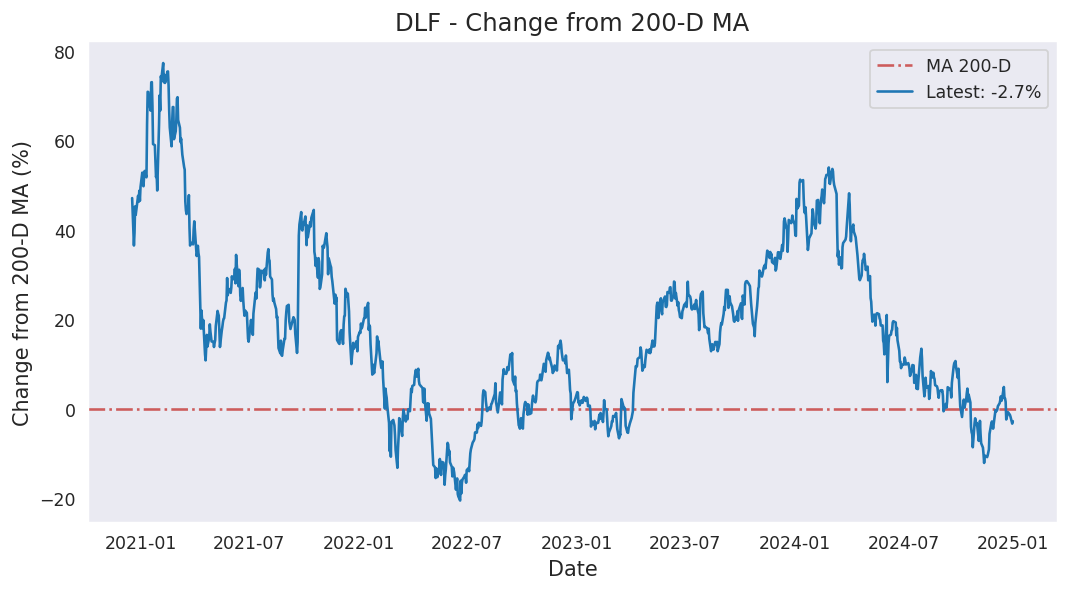 DLF - Change from 200-D MA
MA 200-D
Latest: -2.7%
Change from 200-D MA (%)
80
60
40
20
0
−20
2021-01 2021-07 2022-01 2022-07 2023-01 2023-07 2024-01 2024-07 2025-01
Date